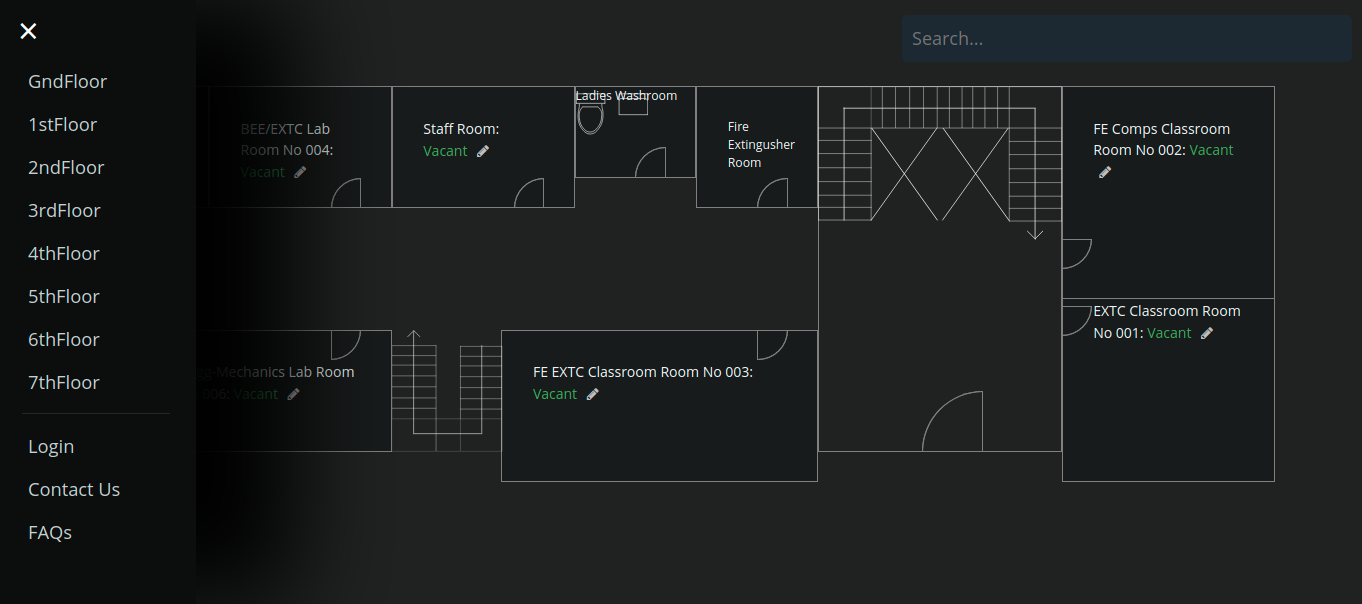 Search...
GndFloor
1stFloor
2ndFloor
3rdFloor
4thFloor
5thFloor
6thFloor
7thFloor
Login
Contact Us
FAQs
BEE/EXTC Lab
Room No 004:
Vacant
Staff Room:
Vacant
Ladies Washroom
Fire
Extingusher
Room
FE Comps Classroom
Room No 002: Vacant
EXTC Classroom Room
No 001: Vacant
-Mechanics Lab Room
006: Vacant
FE EXTC Classroom Room No 003:
Vacant